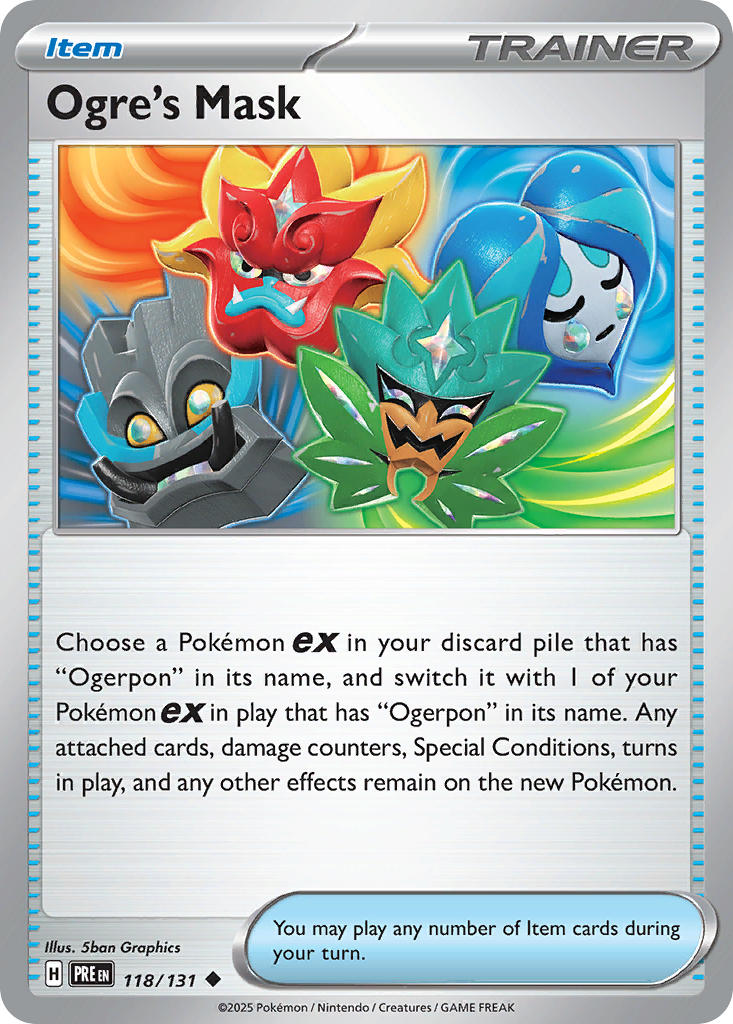 Item
TRAINER
Ogre's Mask
Choose a Pokémon ex in your discard pile that has
“Ogerpon” in its name, and switch it with 1 of your
Pokémon ex in play that has “Ogerpon” in its name. Any
attached cards, damage counters, Special Conditions, turns
in play, and any other effects remain on the new Pokémon.
You may play any number of Item cards during
your turn.
Illus. 5ban Graphics
H PRE EN 118/131 ◆
©2025 Pokémon / Nintendo / Creatures / GAME FREAK